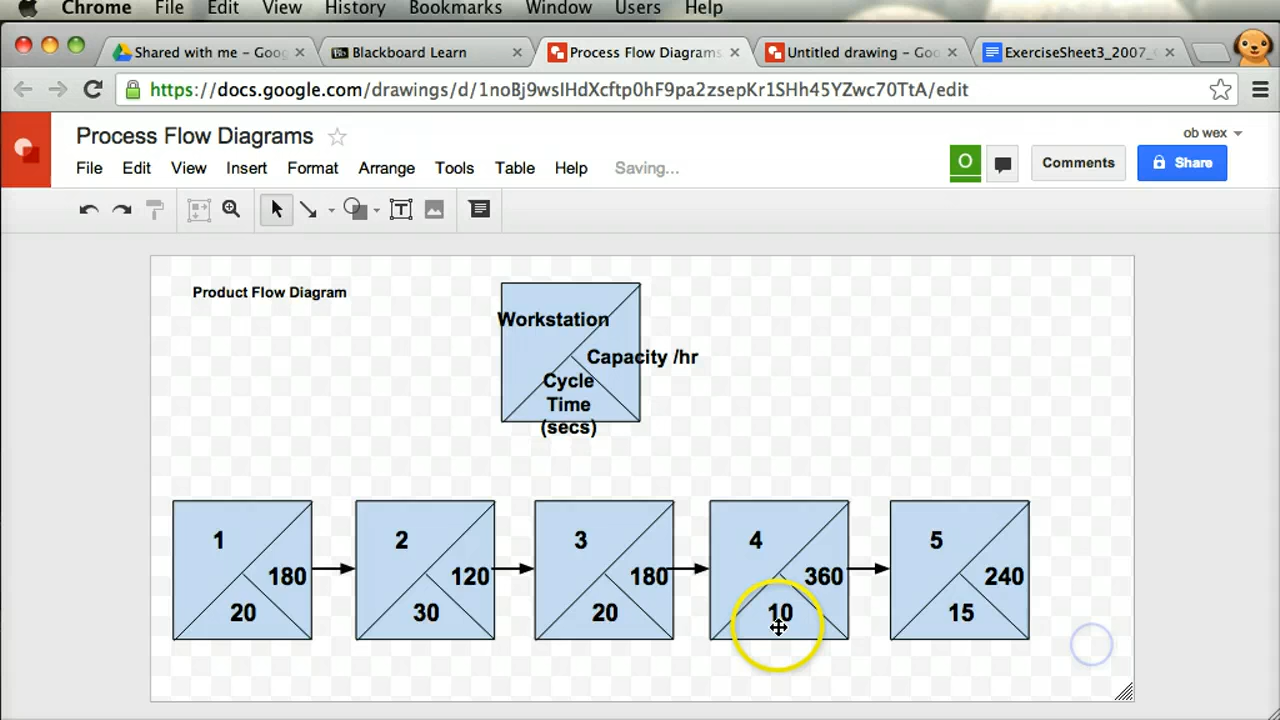 Chrome File Edit View History Bookmarks Window Users Help
Shared with me – Goo
Blackboard Learn
Process Flow Diagrams
Untitled drawing – Goo
ExerciseSheet3_2007_
https://docs.google.com/drawings/d/1noBj9wsIHdXcftp0hF9pa2zsepKr1SHh45YZwc70TtA/edit
Process Flow Diagrams
ob wex
File Edit View Insert Format Arrange Tools Table Help Saving...
O
Comments
Share
Product Flow Diagram
Workstation
Capacity /hr
Cycle
Time
(secs)
1
180
20
2
120
30
3
180
20
4
360
10
5
240
15